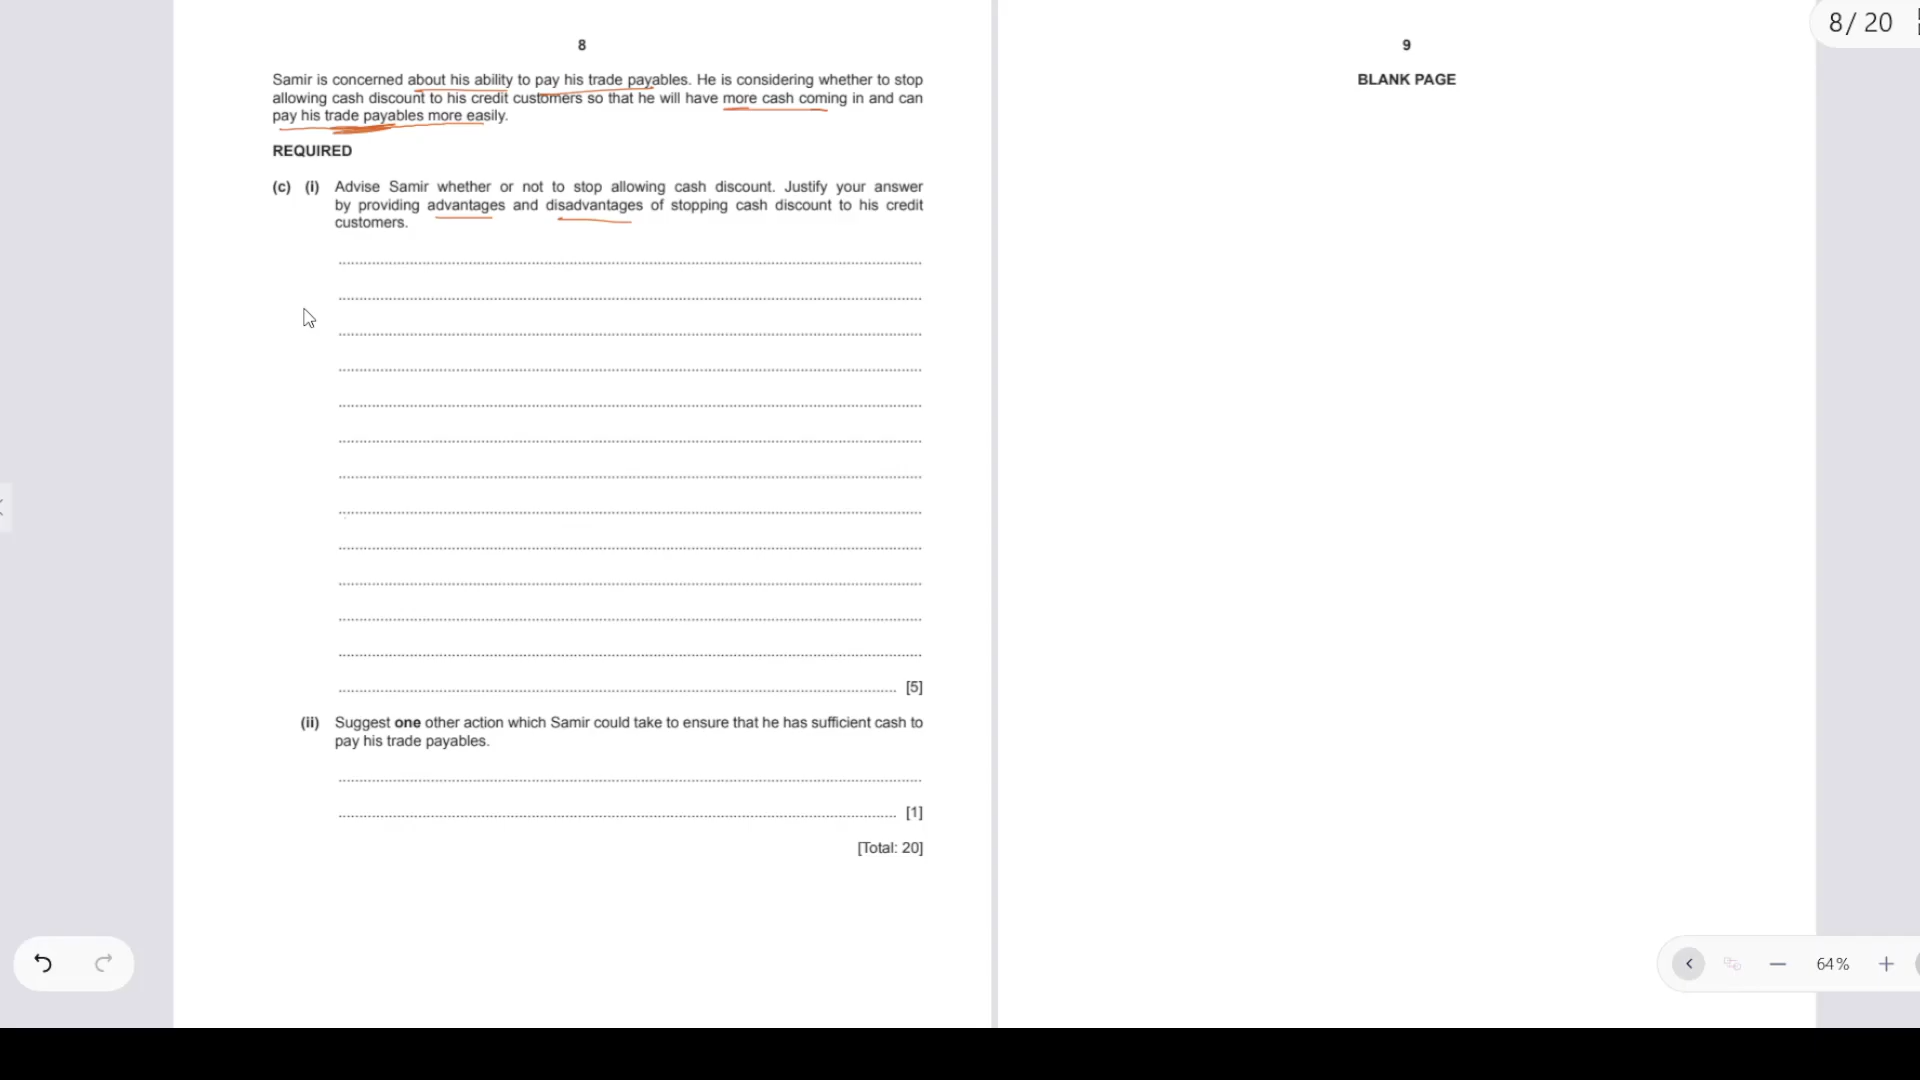 8/ 20
8
Samir is concerned about his ability to pay his trade payables. He is considering whether to stop
allowing cash discount to his credit customers so that he will have more cash coming in and can
pay his trade payables more easily.
REQUIRED
(c) (i) Advise Samir whether or not to stop allowing cash discount. Justify your answer
by providing advantages and disadvantages of stopping cash discount to his credit
customers.
[5]
(ii) Suggest one other action which Samir could take to ensure that he has sufficient cash to
pay his trade payables.
[1]
[Total: 20]
9
BLANK PAGE
64%